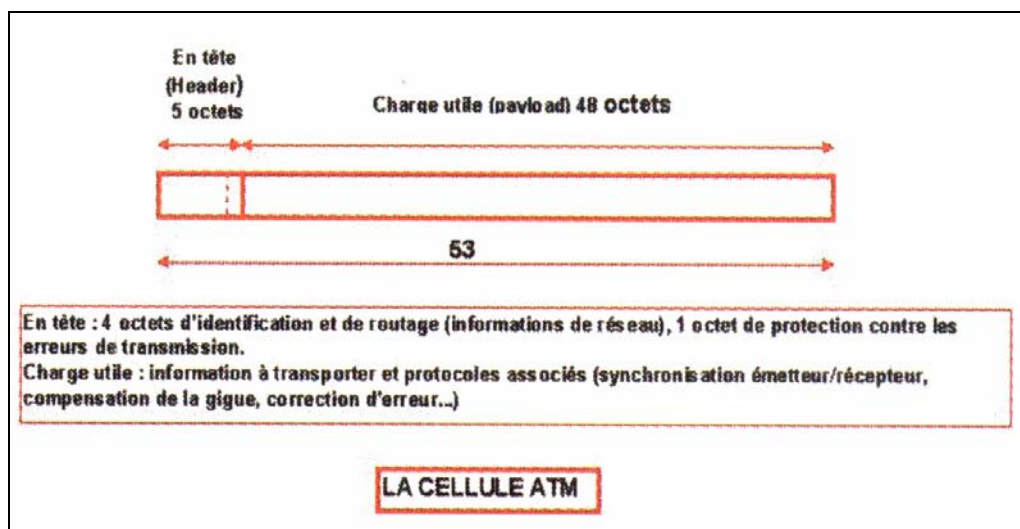 En tête
(Header)
5 octets
Charge utile (payload) 48 octets
53
En tête : 4 octets d'identification et de routage (informations de réseau), 1 octet de protection contre les
erreurs de transmission.
Charge utile : information à transporter et protocoles associés (synchronisation émetteur/récepteur,
compensation de la gigue, correction d'erreur...)
LA CELLULE ATM